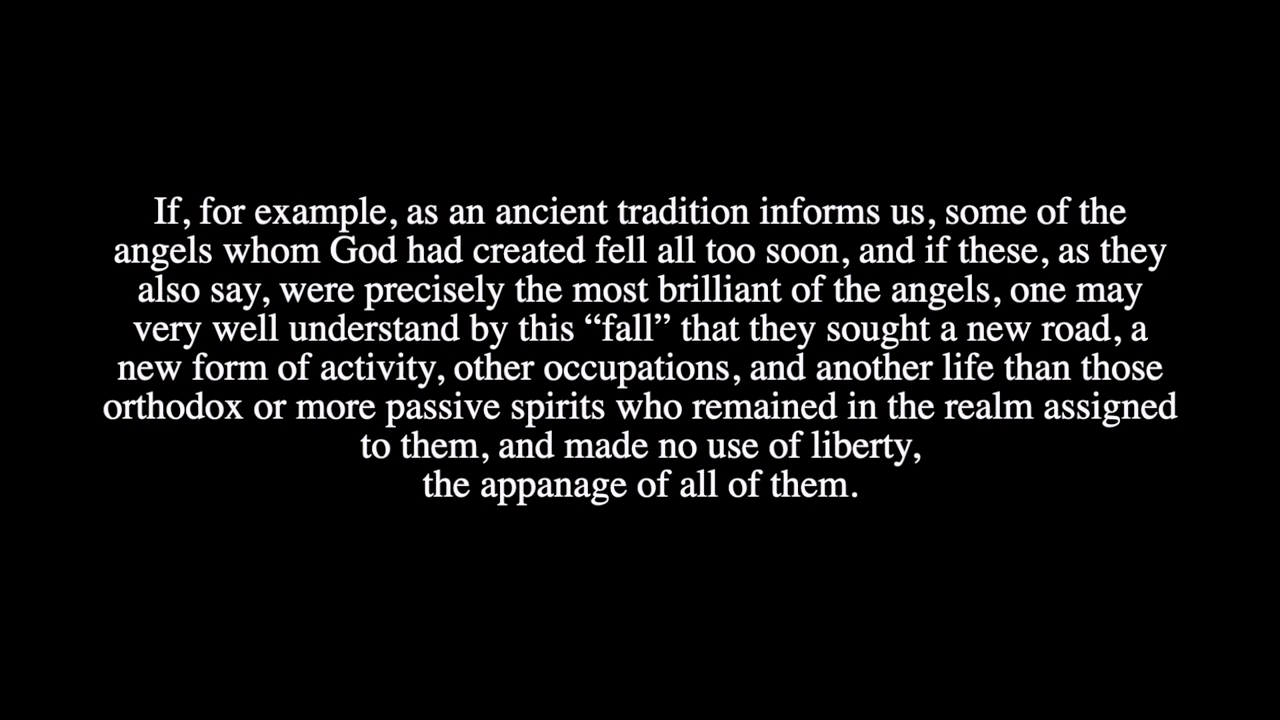 If, for example, as an ancient tradition informs us, some of the
angels whom God had created fell all too soon, and if these, as they
also say, were precisely the most brilliant of the angels, one may
very well understand by this “fall” that they sought a new road, a
new form of activity, other occupations, and another life than those
orthodox or more passive spirits who remained in the realm assigned
to them, and made no use of liberty,
the appanage of all of them.